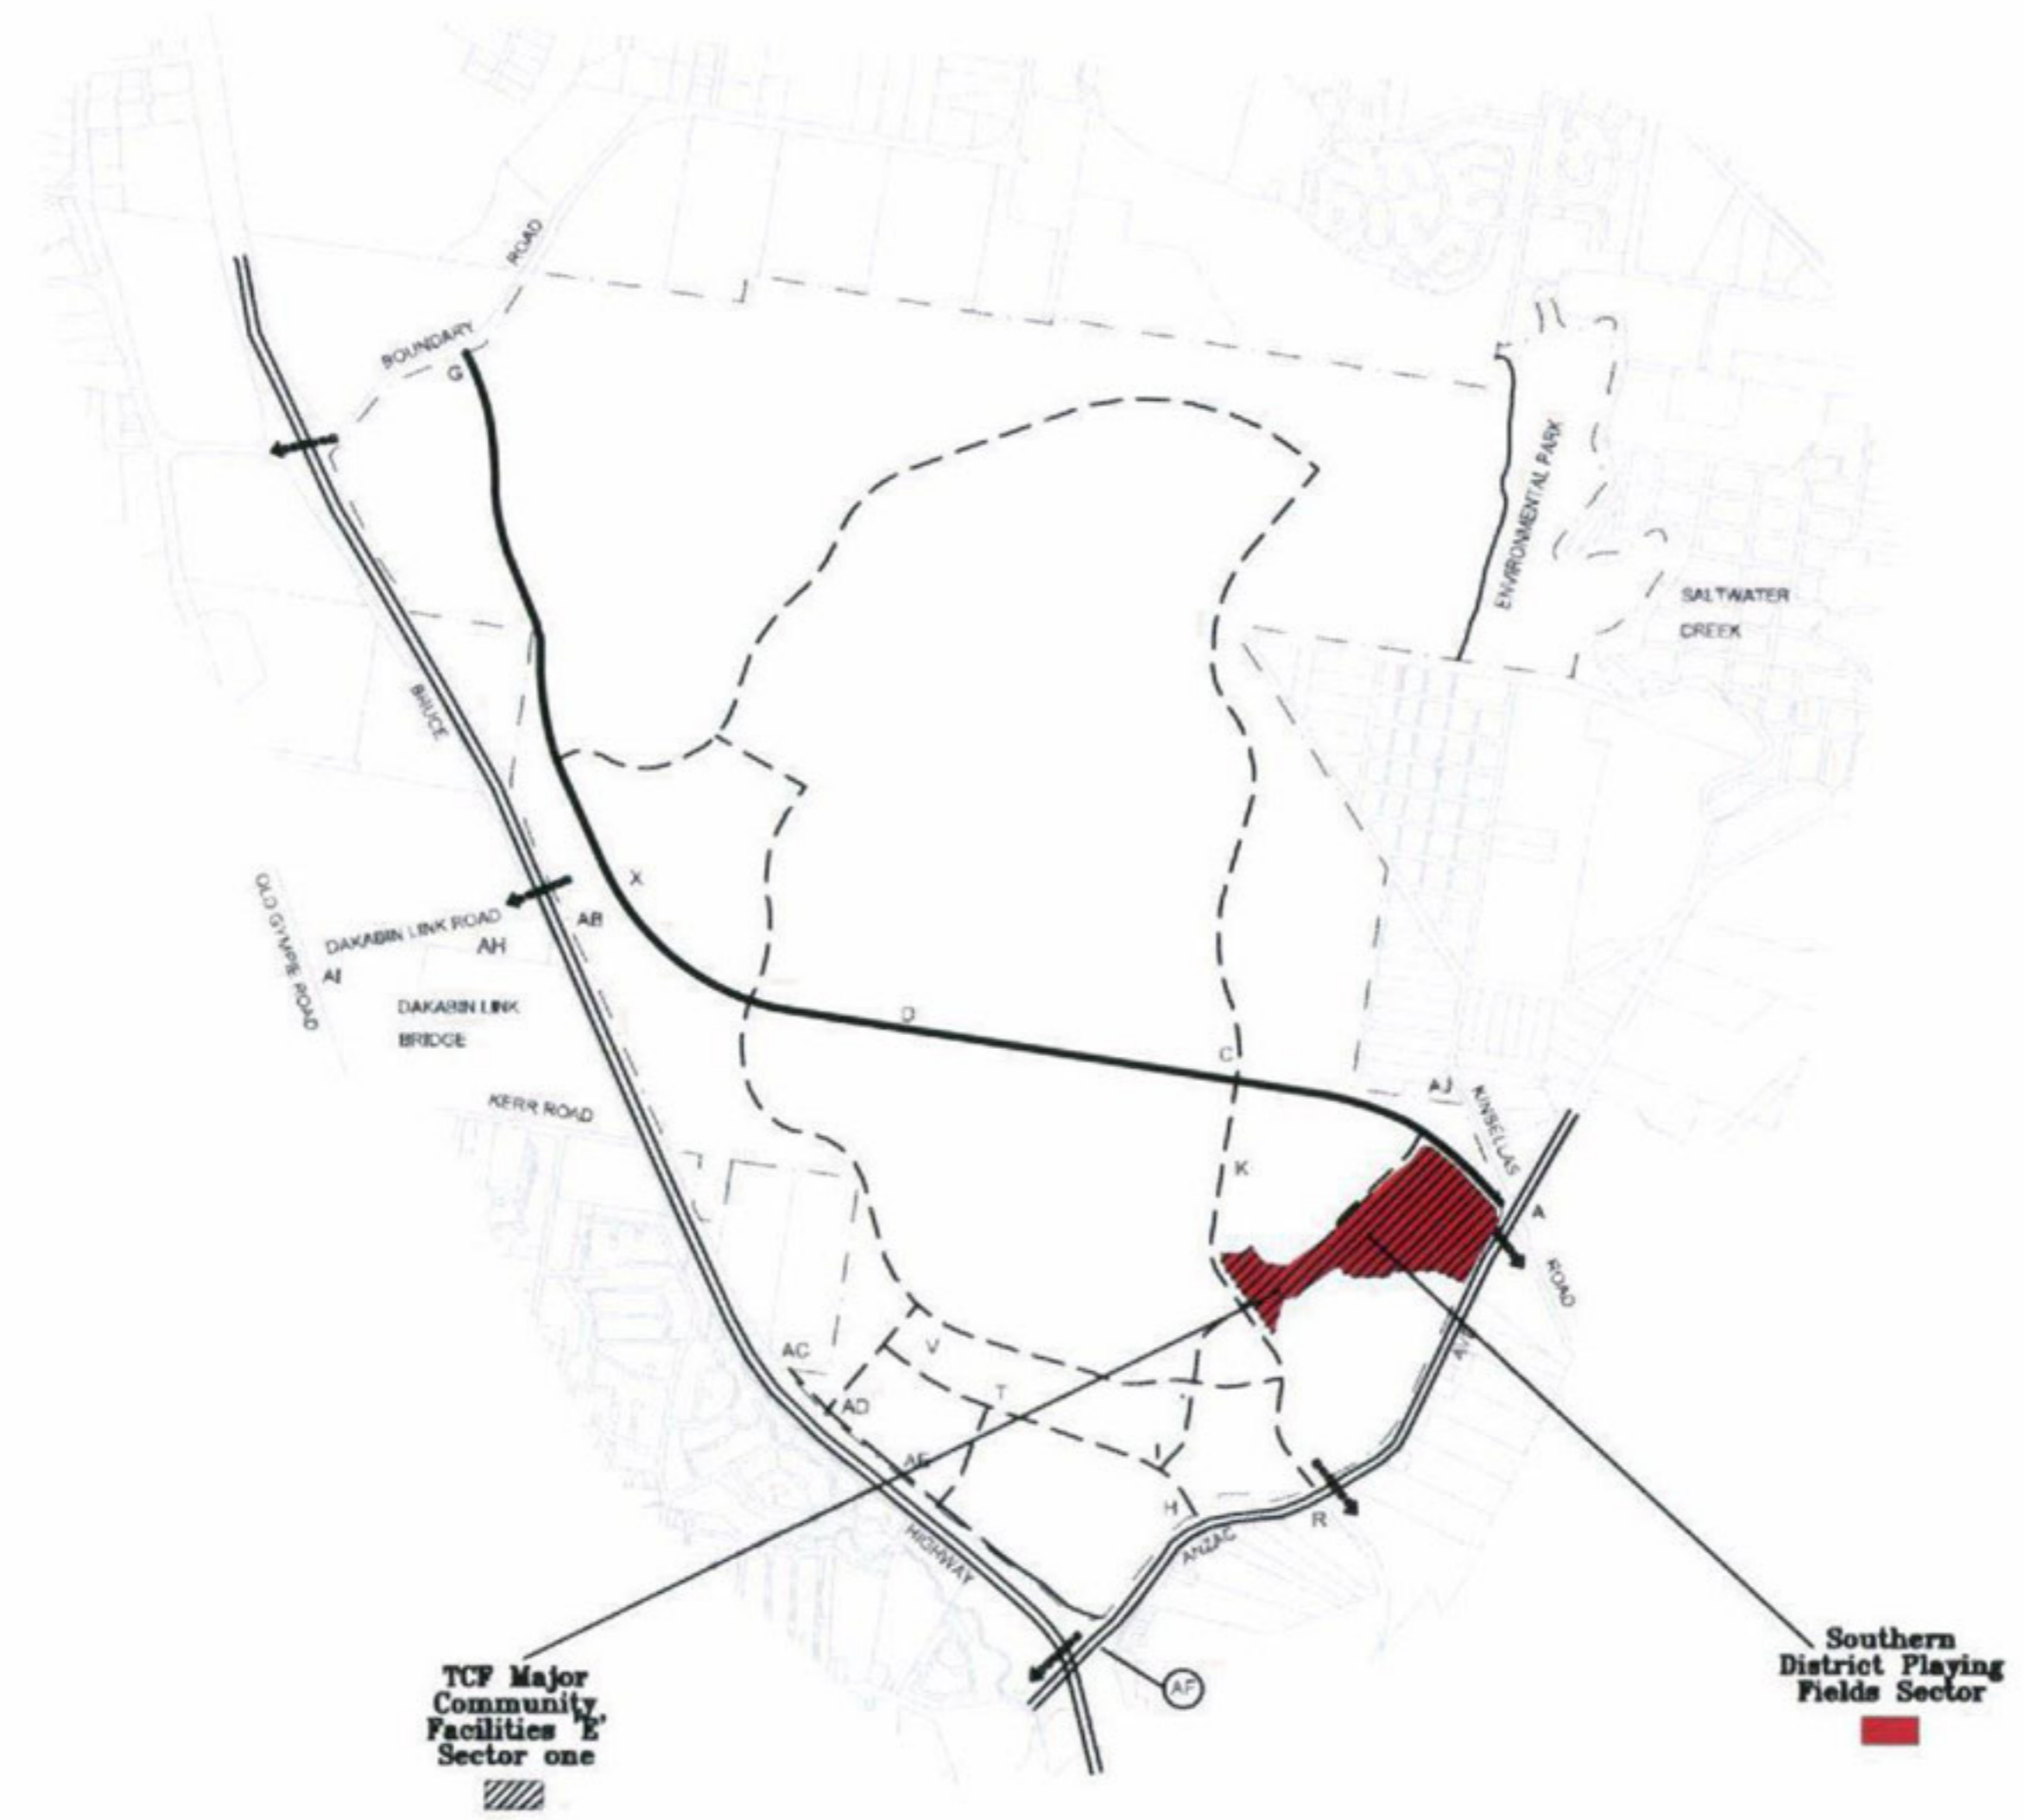 ROAD
BOUNDARY
G
ENVIRONMENTAL PARK
SALTWATER
CREEK
BRUCE
X
OLD GYMPIE ROAD
DAKABIN LINK ROAD
AB
AH
AI
DAKABIN LINK
BRIDGE
D
C
AJ
KINSELLAS
KERR ROAD
K
A
ROAD
AVE
V
AC
T
AD
I
AE
H
R
ANZAC
HIGHWAY
AF
TCF Major
Community
Facilities 'E'
Sector one
Southern
District Playing
Fields Sector